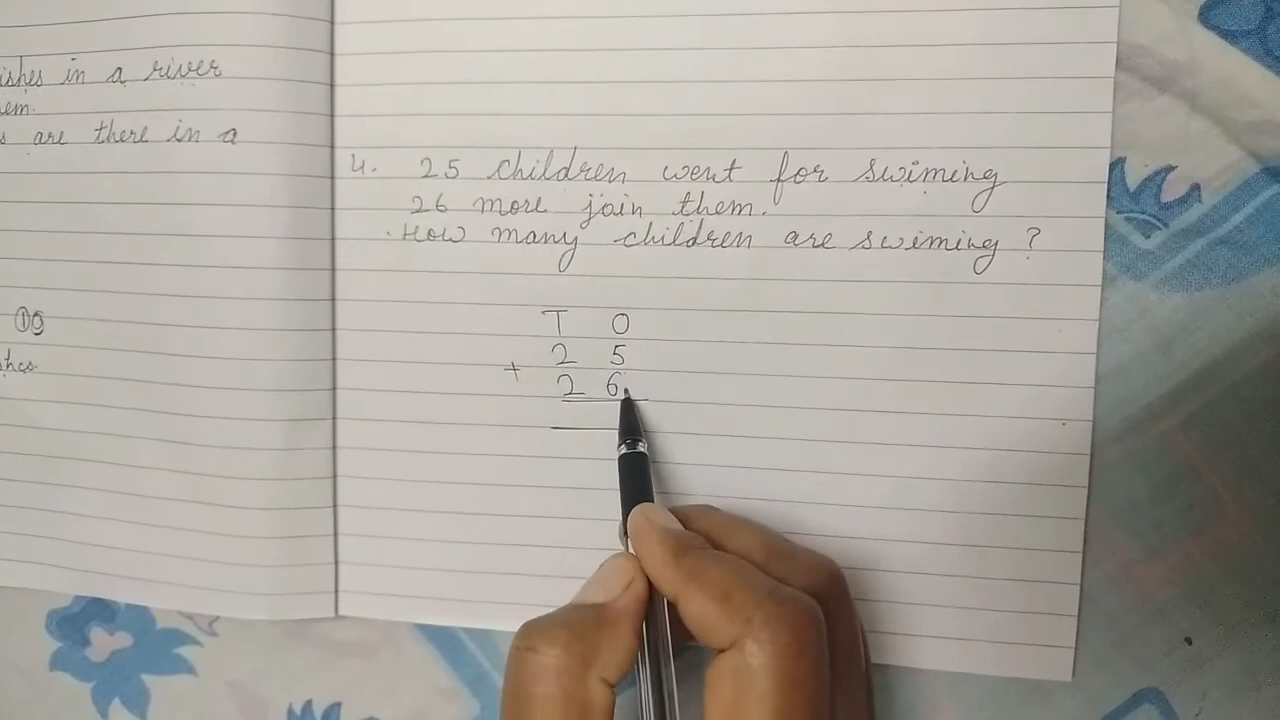 ishes in a river
em.
s are there in a
shes.
4. 25 children went for swiming
26 more join them.
How many children are swiming ?
T O
2 5
+
2 6